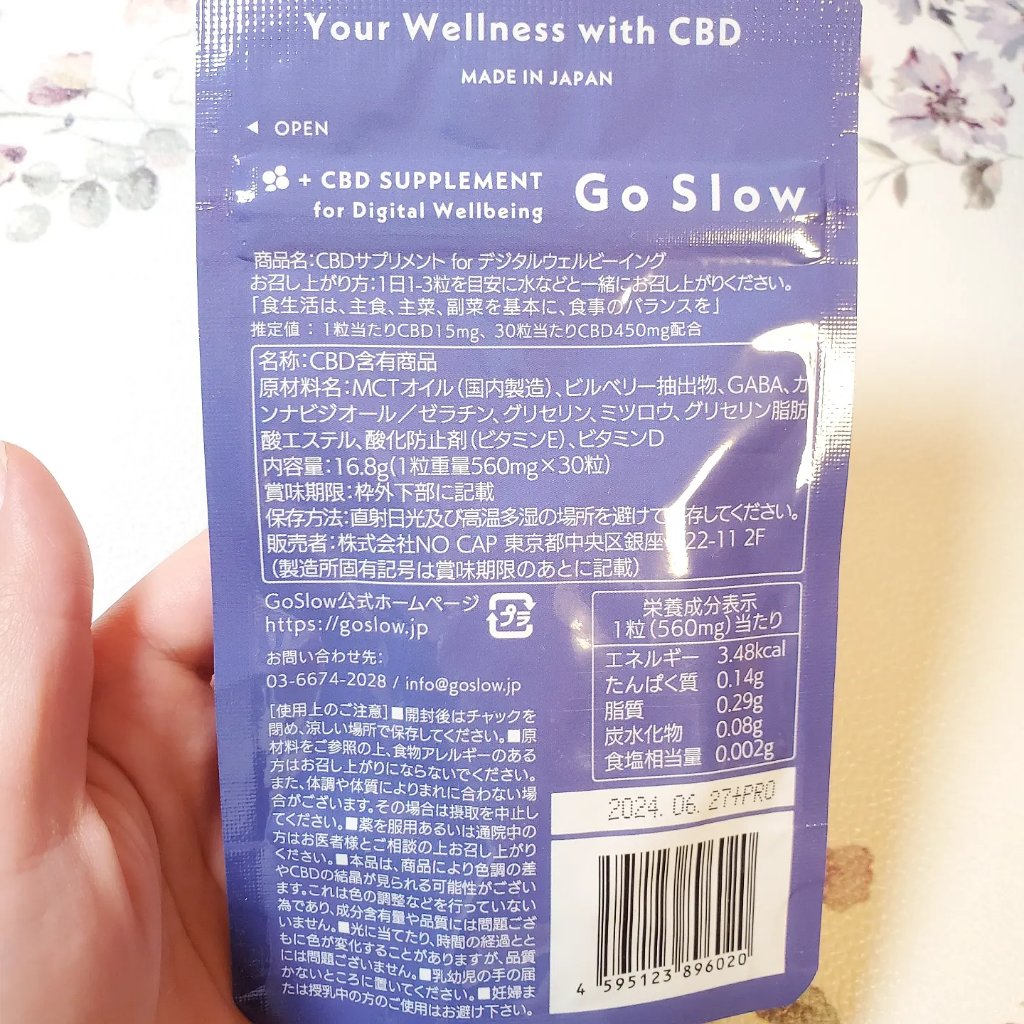 Your Wellness with CBD
MADE IN JAPAN
◀ OPEN
+ CBD SUPPLEMENT
for Digital Wellbeing
Go Slow
商品名：CBDサプリメント for デジタルウェルビーイング
お召し上がり方：1日1-3粒を目安に水などと一緒にお召し上がりください。
「食生活は、主食、主菜、副菜を基本に、食事のバランスを」
推定値 ： 1粒当たりCBD15mg、30粒当たりCBD450mg配合
名称：CBD含有商品
原材料名：MCTオイル（国内製造）、ビルベリー抽出物、GABA、カ
ンナビジオール／ゼラチン、グリセリン、ミツロウ、グリセリン脂肪
酸エステル、酸化防止剤（ビタミンE）、ビタミンD
内容量：16.8g(1粒重量560mg×30粒)
賞味期限：枠外下部に記載
保存方法：直射日光及び高温多湿の場所を避けて保存してください。
販売者：株式会社NO CAP 東京都中央区銀座 22-11 2F
（製造所固有記号は賞味期限のあとに記載）
GoSlow公式ホームページ
https://goslow.jp
プラ
お問い合わせ先：
03-6674-2028 / info@goslow.jp
栄養成分表示
1粒（560mg）当たり
エネルギー 3.48kcal
たんぱく質 0.14g
脂質 0.29g
炭水化物 0.08g
食塩相当量 0.002g
［使用上のご注意］■開封後はチャックを
閉め、涼しい場所で保存してください。■原
材料をご参照の上、食物アレルギーのある
方はお召し上がりにならないでください。
また、体調や体質によりまれに合わない場
合がございます。その場合は摂取を中止し
てください。■薬を服用あるいは通院中の
方はお医者様とご相談の上お召し上がり
ください。■本品は、商品により色調の差
やCBDの結晶が見られる可能性がござい
ます。これは色の調整などを行っていない
為であり、成分含有量や品質には問題ござ
いません。■光に当てたり、時間の経過とと
もに色が変化することがありますが、品質
には問題ございません。■乳幼児の手の届
かないところに置いてください。■妊婦ま
たは授乳中の方のご使用はお避け下さい。
2024. 06. 27+PRO
4 595123 896020